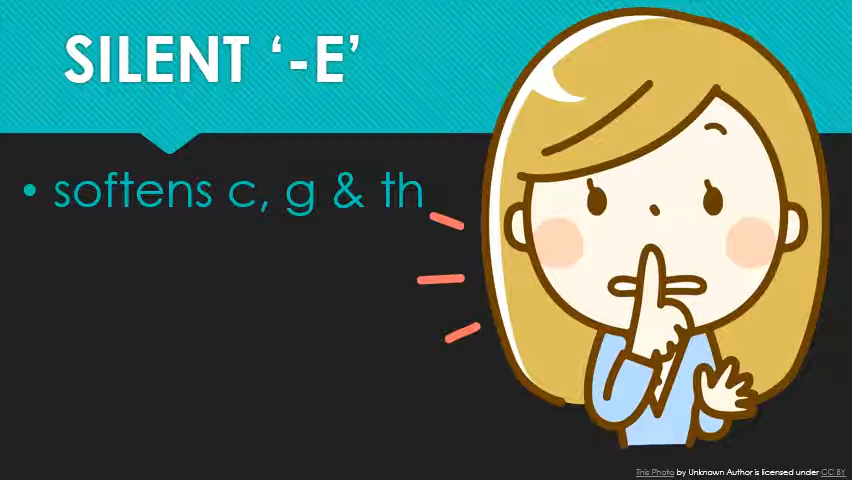 SILENT ‘-E’
• softens c, g & th
This Photo by Unknown Author is licensed under CC BY